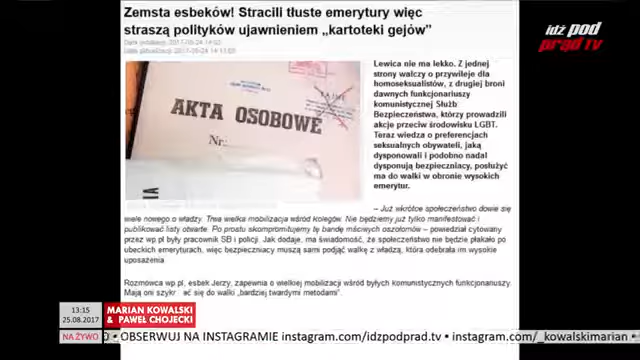 Zemsta esbeków! Stracili tłuste emerytury więc
straszą polityków ujawnieniem „kartoteki gejów”
idź pod
prąd tv
2017-08-24
2017-08-24
AKTA OSOBOWE
Nr
Lewica nie ma lekko. Z jednej
strony walczy o przywileje dla
homoseksualistów, z drugiej broni
dawnych funkcjonariuszy
komunistycznej Służb
Bezpieczeństwa, którzy prowadzili
akcje przeciw środowisku LGBT.
Teraz wiedza o preferencjach
seksualnych obywateli, jaką
dysponowali i podobno nadal
dysponują bezpieczniacy, posłużyć
ma do walki w obronie wysokich
emerytur.
– Już wkrótce społeczeństwo dowie się
wiele nowego o władzy. Trwa wielka mobilizacja wśród kolegów. Nie będziemy już tylko manifestować i
publikować listy otwarte. Po prostu skompromitujemy tę bandę mściwych oszołomów – powiedział cytowany
przez wp.pl były pracownik SB i policji. Jak dodaje, ma świadomość, że społeczeństwo nie będzie płakało po
ubeckich emeryturach, więc bezpieczniacy muszą sami podjąć walkę z władzą, która odebrała im wysokie
uposażenia.
Rozmówca wp.pl, esbek Jerzy, zapewnia o wielkiej mobilizacji wśród byłych komunistycznych funkcjonariuszy.
Mają oni się do walki „bardziej twardymi metodami”.
13:15
25.08.2017
MARIAN KOWALSKI
& PAWEŁ CHOJECKI
NA ŻYWO
• OBSERWUJ NA INSTAGRAMIE instagram.com/idzpodprad.tv • instagram.com/_kowalskimarian